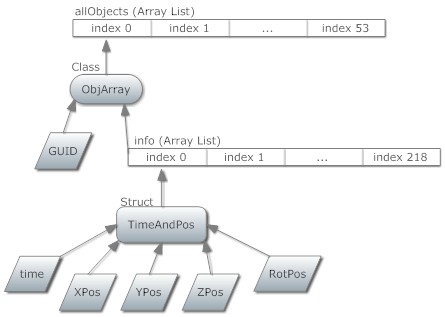 allObjects (Array List)
index 0 index 1 ... index 53
Class
ObjArray
GUID
info (Array List)
index 0 index 1 ... index 218
Struct
TimeAndPos
time XPos YPos ZPos RotPos